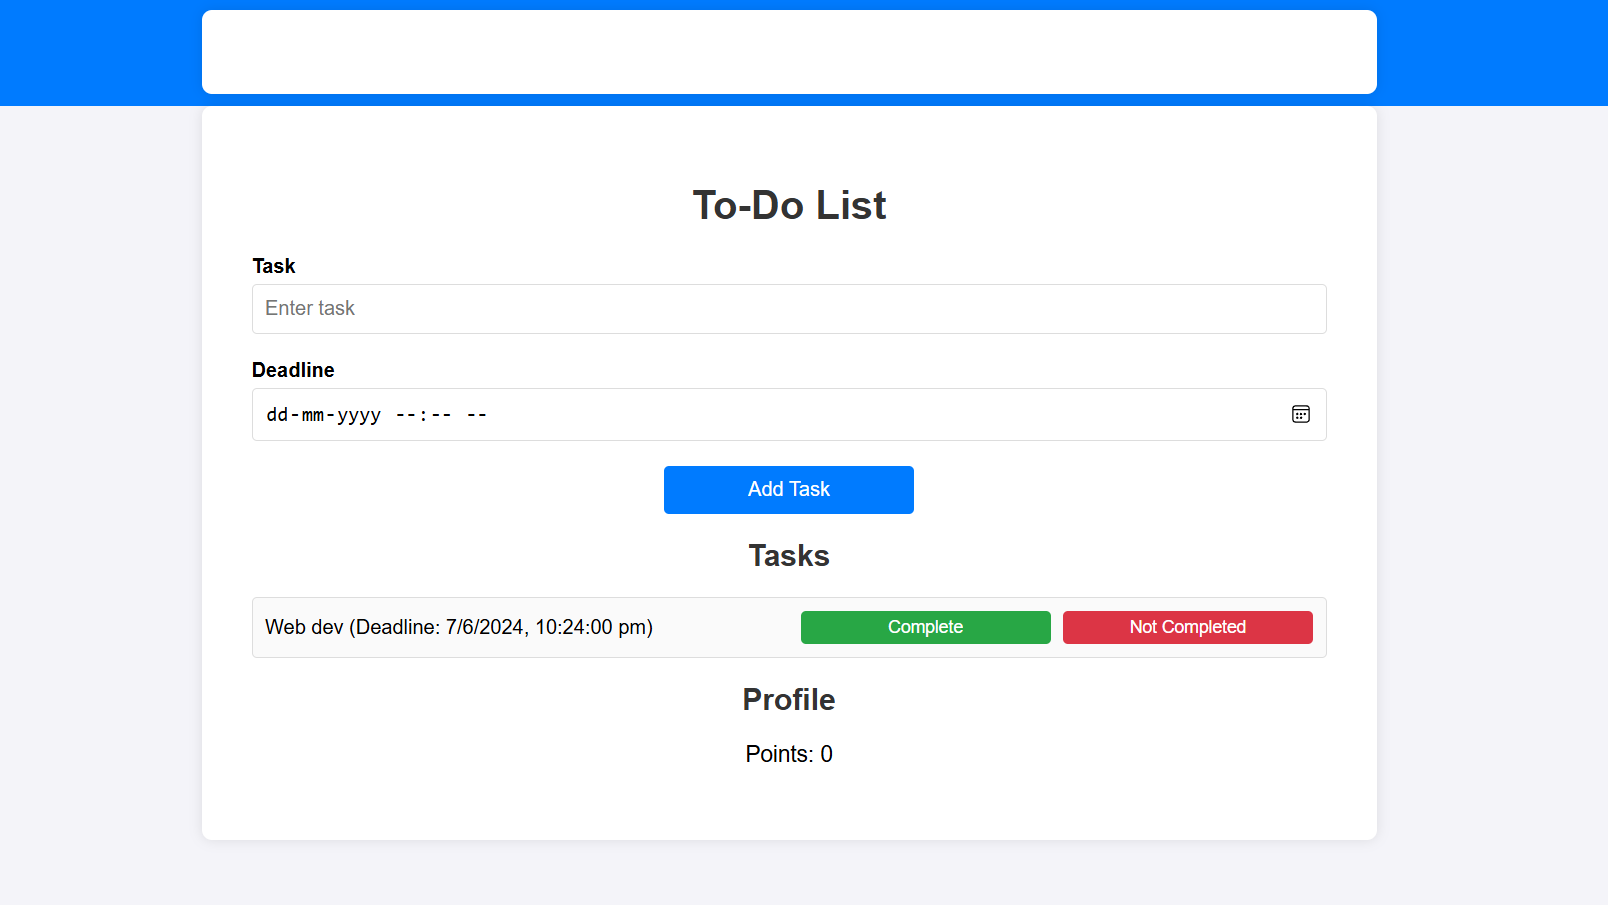 To-Do List
Task
Enter task
Deadline
dd-mm-yyyy --:-- --
Add Task
Tasks
Web dev (Deadline: 7/6/2024, 10:24:00 pm) Complete Not Completed
Profile
Points: 0